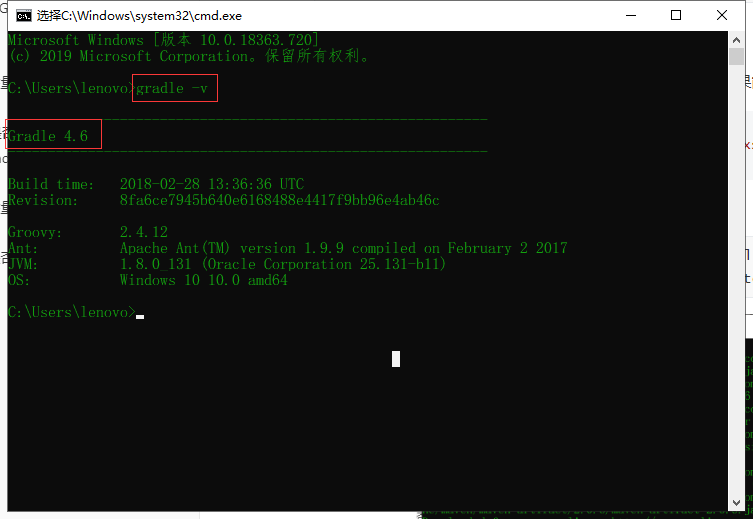 选择C:\Windows\system32\cmd.exe
Microsoft Windows [版本 10.0.18363.720]
(c) 2019 Microsoft Corporation。保留所有权利。
C:\Users\lenovo>gradle -v
------------------------------------------------------------
Gradle 4.6
------------------------------------------------------------
Build time:   2018-02-28 13:36:36 UTC
Revision:     8fa6ce7945b640e6168488e4417f9bb96e4ab46c
Groovy:       2.4.12
Ant:          Apache Ant(TM) version 1.9.9 compiled on February 2 2017
JVM:          1.8.0_131 (Oracle Corporation 25.131-b11)
OS:           Windows 10 10.0 amd64
C:\Users\lenovo>